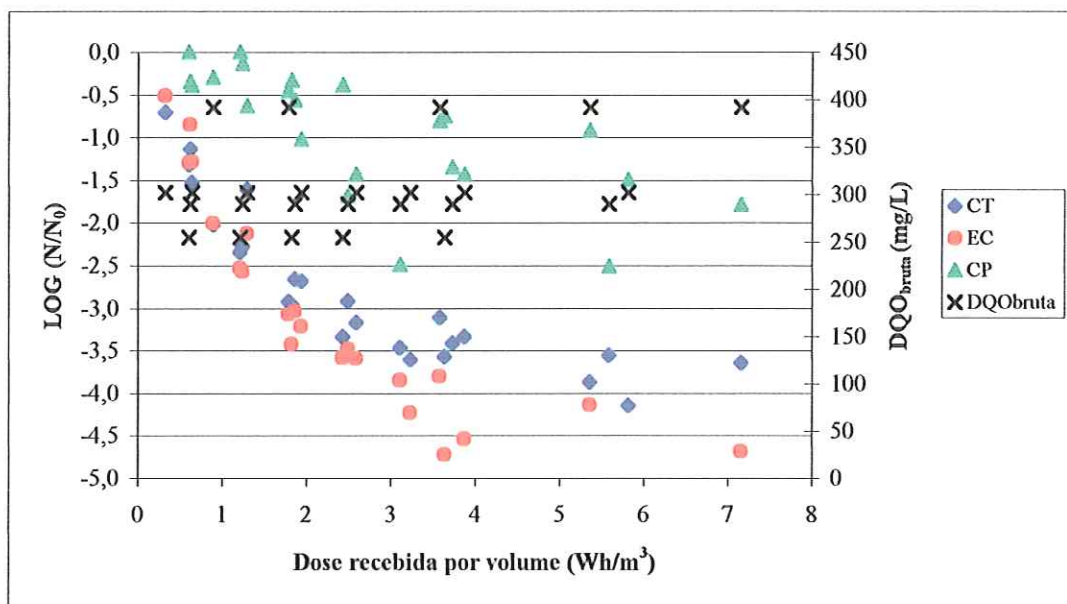 0,0
-0,5
-1,0
-1,5
-2,0
-2,5
-3,0
-3,5
-4,0
-4,5
-5,0
LOG (N/N₀)
0 1 2 3 4 5 6 7 8
Dose recebida por volume (Wh/m³)
450
400
350
300
250
200
150
100
50
0
DQObruta (mg/L)
CT
EC
CP
DQObruta